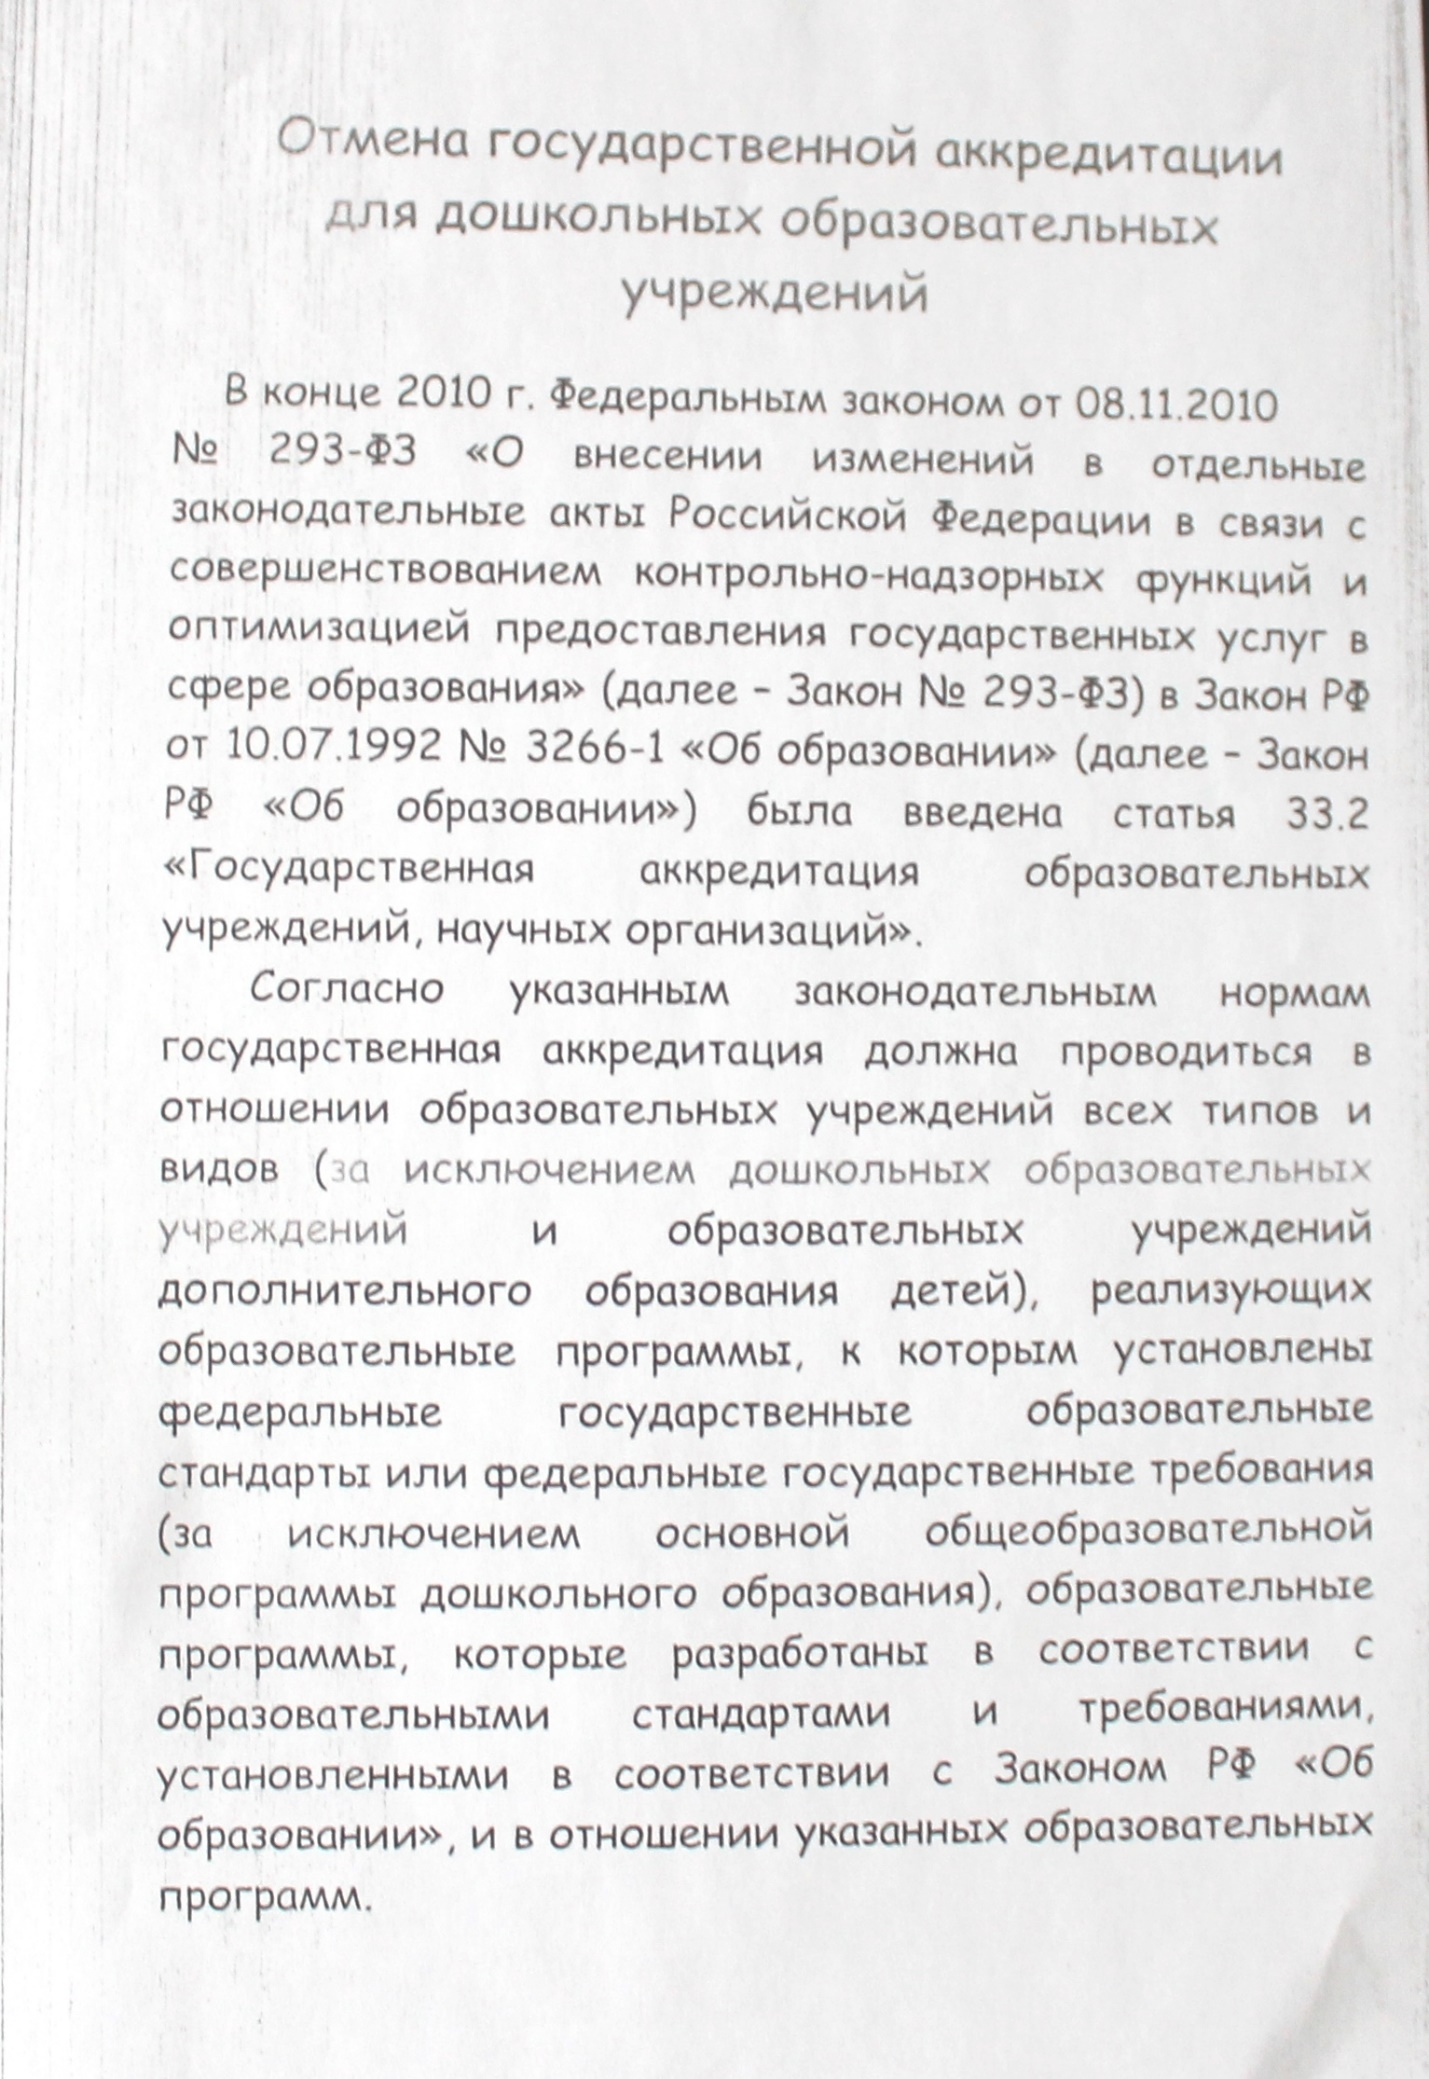 Отмена государственной аккредитации
для дошкольных образовательных
учреждений
В конце 2010 г. Федеральным законом от 08.11.2010
№ 293-ФЗ «О внесении изменений в отдельные
законодательные акты Российской Федерации в связи с
совершенствованием контрольно-надзорных функций и
оптимизацией предоставления государственных услуг в
сфере образования» (далее – Закон № 293-ФЗ) в Закон РФ
от 10.07.1992 № 3266-1 «Об образовании» (далее – Закон
РФ «Об образовании») была введена статья 33.2
«Государственная аккредитация образовательных
учреждений, научных организаций».
Согласно указанным законодательным нормам
государственная аккредитация должна проводиться в
отношении образовательных учреждений всех типов и
видов (за исключением дошкольных образовательных
учреждений и образовательных учреждений
дополнительного образования детей), реализующих
образовательные программы, к которым установлены
федеральные государственные образовательные
стандарты или федеральные государственные требования
(за исключением основной общеобразовательной
программы дошкольного образования), образовательные
программы, которые разработаны в соответствии с
образовательными стандартами и требованиями,
установленными в соответствии с Законом РФ «Об
образовании», и в отношении указанных образовательных
программ.